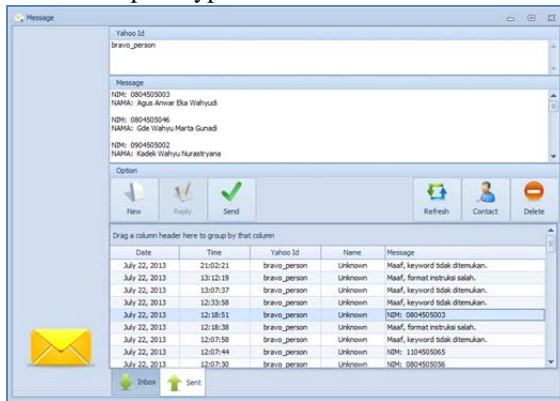 Message
Yahoo Id
bravo_person
Message
NIM: 0804505003
NAMA: Agus Anwar Eka Wahyudi
NIM: 0804505046
NAMA: Gde Wahyu Marta Gunadi
NIM: 0904505002
NAMA: Kadek Wahyu Nurastryana
Option
New Reply Send Refresh Contact Delete
Drag a column header here to group by that column
Date Time Yahoo Id Name Message
July 22, 2013 21:02:21 bravo_person Unknown Maaf, keyword tidak ditemukan.
July 22, 2013 13:12:19 bravo_person Unknown Maaf, format instruksi salah.
July 22, 2013 13:07:37 bravo_person Unknown Maaf, keyword tidak ditemukan.
July 22, 2013 12:33:58 bravo_person Unknown Maaf, keyword tidak ditemukan.
July 22, 2013 12:18:51 bravo_person Unknown NIM: 0804505003
July 22, 2013 12:18:38 bravo_person Unknown Maaf, format instruksi salah.
July 22, 2013 12:07:58 bravo_person Unknown Maaf, keyword tidak ditemukan.
July 22, 2013 12:07:44 bravo_person Unknown NIM: 1104505065
July 22, 2013 12:07:30 bravo_person Unknown NIM: 0804505056
Inbox Sent